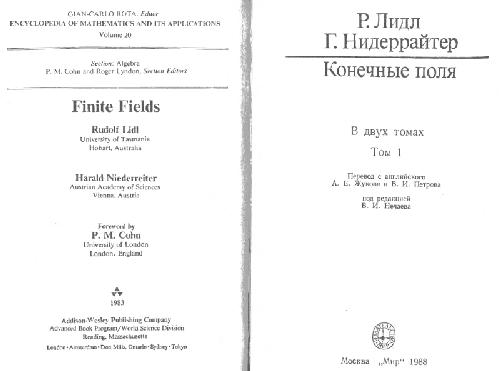 GIAN-CARLO ROTA, Editor
ENCYCLOPEDIA OF MATHEMATICS AND ITS APPLICATIONS
Volume 20
Section: Algebra
P. M. Cohn and Roger Lyndon, Section Editors
Finite Fields
Rudolf Lidl
University of Tasmania
Hobart, Australia
Harald Niederreiter
Austrian Academy of Sciences
Vienna, Austria
Foreword by
P. M. Cohn
University of London
London, England
1983
Addison-Wesley Publishing Company
Advanced Book Program/World Science Division
Reading, Massachusetts
London · Amsterdam · Don Mills, Ontario · Sydney · Tokyo
Р. Лидл
Г. Нидеррайтер
Конечные поля
В двух томах
Том 1
Перевод с английского
А. Е. Жукова и В. И. Петрова
под редакцией
В. И. Нечаева
Москва „Мир" 1988